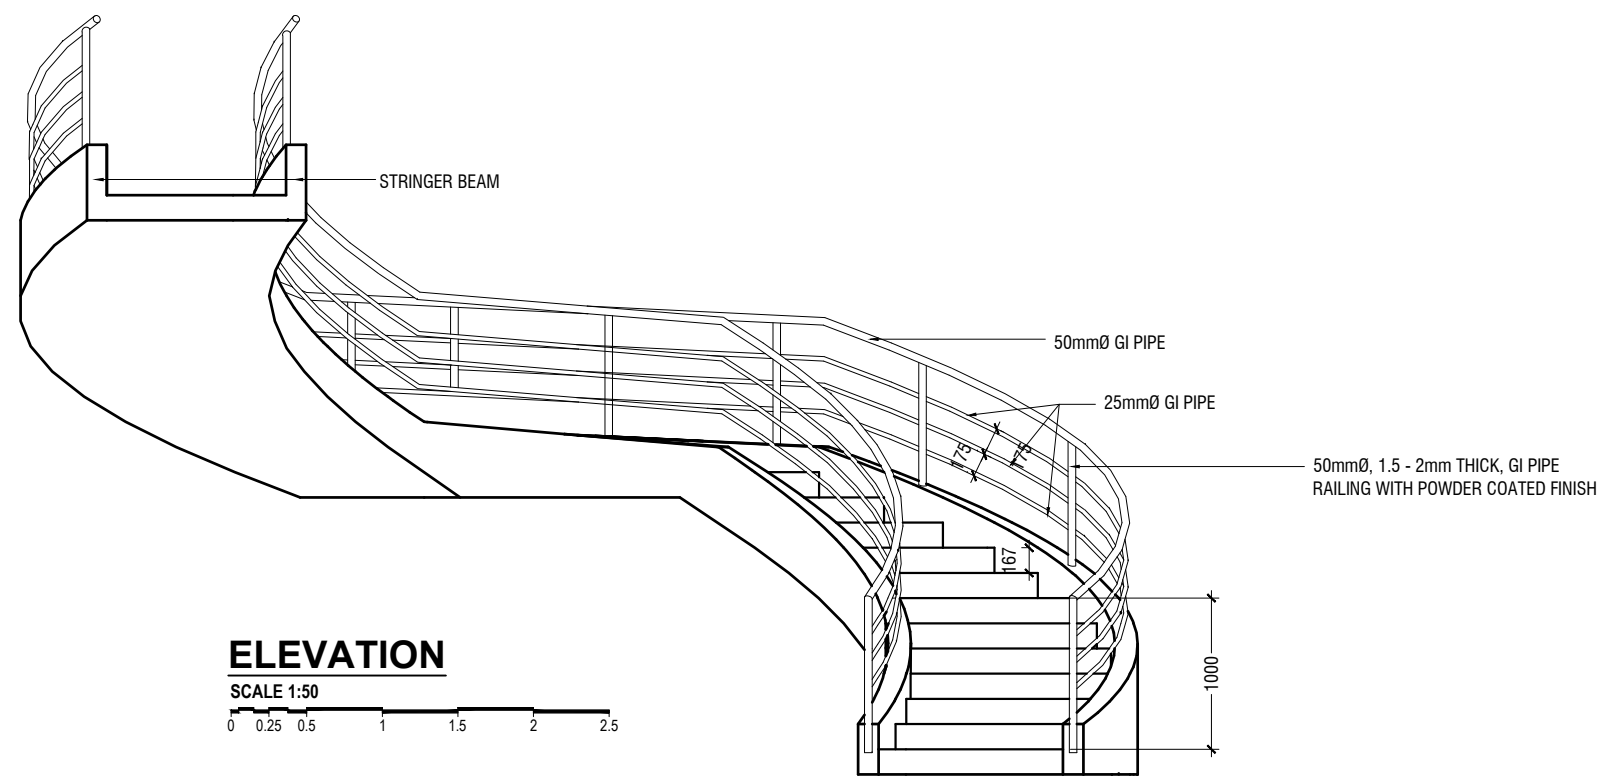 STRINGER BEAM
50mmØ GI PIPE
25mmØ GI PIPE
175
175
50mmØ, 1.5 - 2mm THICK, GI PIPE
RAILING WITH POWDER COATED FINISH
167
1000
ELEVATION
SCALE 1:50
0 0.25 0.5 1 1.5 2 2.5